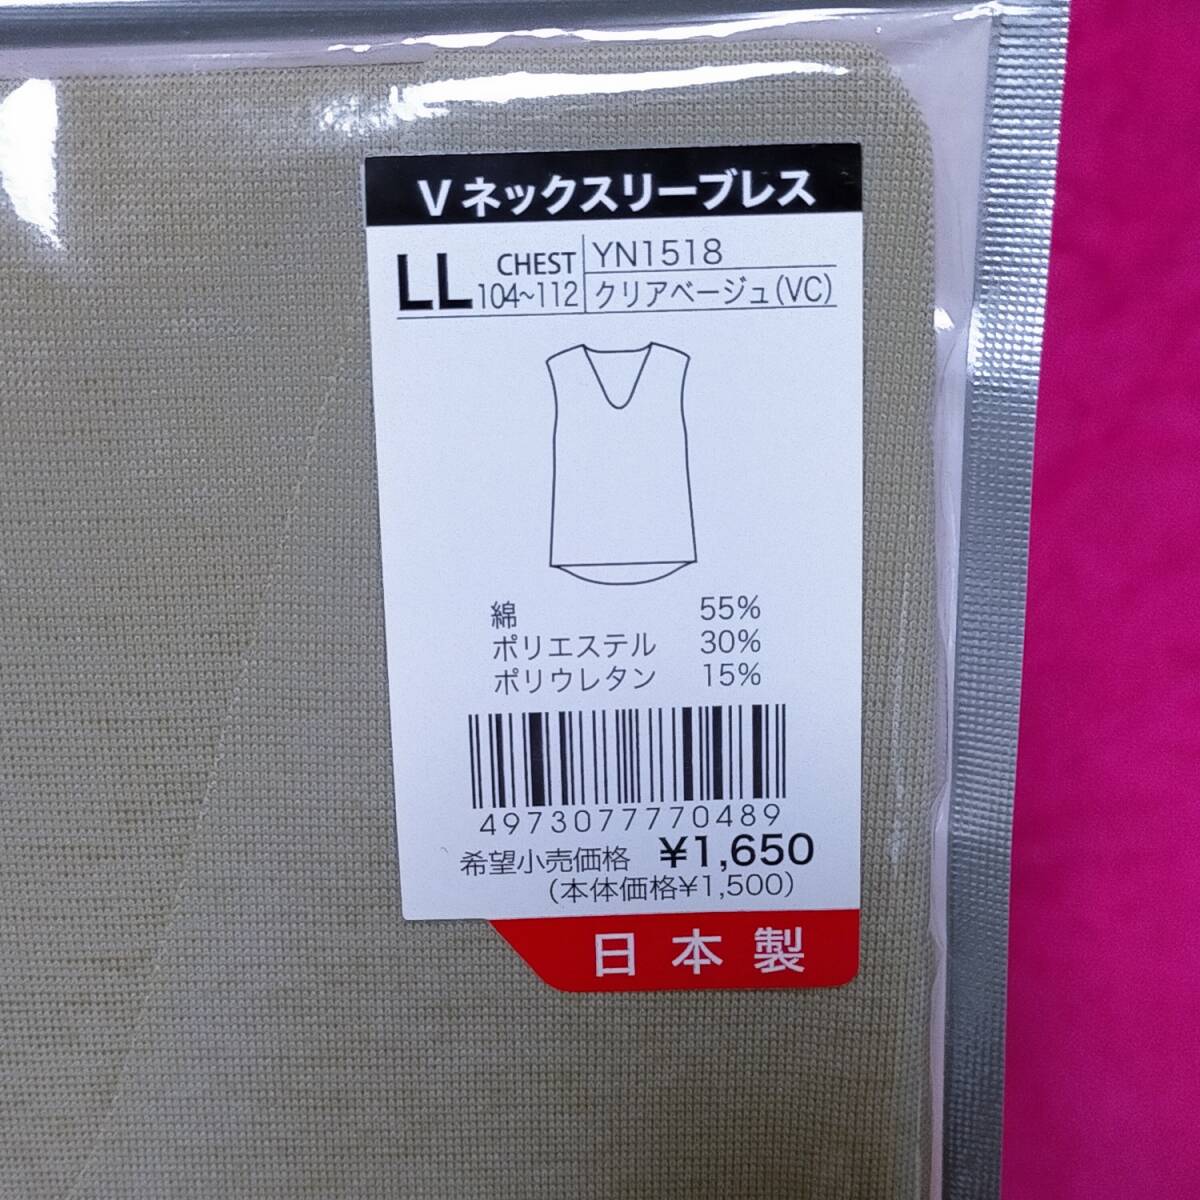 Vネックスリーブレス
LL CHEST 104~112
YN1518
クリアベージュ(VC)
綿 55%
ポリエステル 30%
ポリウレタン 15%
4973077770489
希望小売価格 ¥1,650
(本体価格¥1,500)
日本製